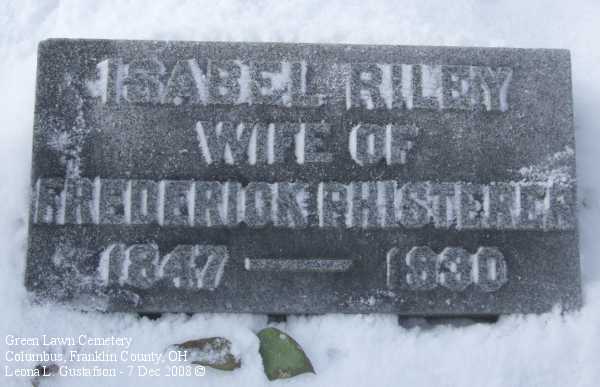 ISABEL RILEY
WIFE OF
FREDERICK PHISTERER
1847 — 1930
Green Lawn Cemetery
Columbus, Franklin County, OH
Leona L. Gustafson - 7 Dec 2008 ©